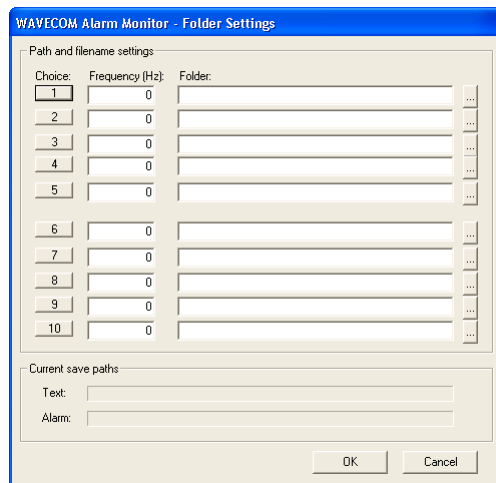 WAVECOM Alarm Monitor - Folder Settings
Path and filename settings
Choice: Frequency (Hz): Folder:
1 0 ...
2 0 ...
3 0 ...
4 0 ...
5 0 ...
6 0 ...
7 0 ...
8 0 ...
9 0 ...
10 0 ...
Current save paths
Text:
Alarm:
OK Cancel